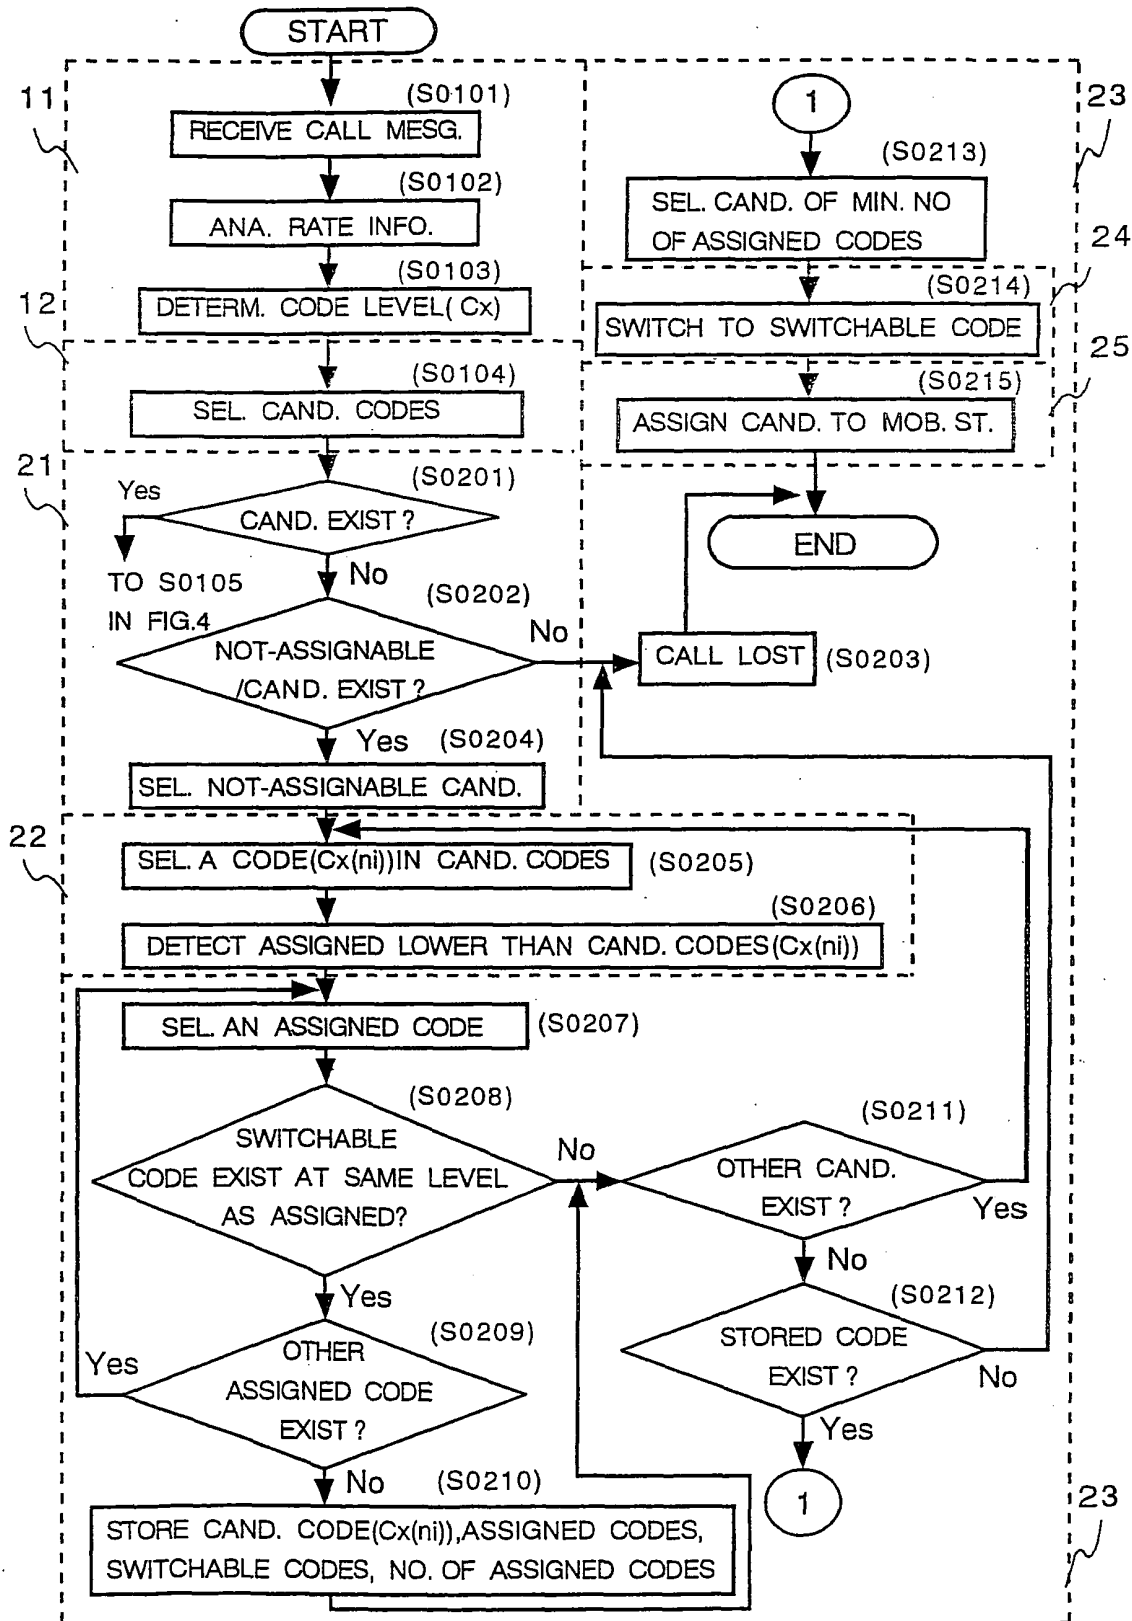 START
11
(S0101)
RECEIVE CALL MESG.
(S0102)
ANA. RATE INFO.
(S0103)
DETERM. CODE LEVEL(Cx)
12
(S0104)
SEL. CAND. CODES
21
(S0201)
Yes
CAND. EXIST?
TO S0105
IN FIG.4
No
(S0202)
NOT-ASSIGNABLE
/CAND. EXIST?
No
CALL LOST
(S0203)
Yes
(S0204)
SEL. NOT-ASSIGNABLE CAND.
22
SEL. A CODE(Cx(ni))IN CAND. CODES
(S0205)
(S0206)
DETECT ASSIGNED LOWER THAN CAND. CODES(Cx(ni))
SEL. AN ASSIGNED CODE
(S0207)
(S0208)
SWITCHABLE
CODE EXIST AT SAME LEVEL
AS ASSIGNED?
No
Yes
(S0209)
Yes
OTHER
ASSIGNED CODE
EXIST?
No
(S0210)
STORE CAND. CODE(Cx(ni)),ASSIGNED CODES,
SWITCHABLE CODES, NO. OF ASSIGNED CODES
(S0211)
OTHER CAND.
EXIST?
Yes
No
(S0212)
STORED CODE
EXIST?
No
Yes
1
23
1
23
(S0213)
SEL. CAND. OF MIN. NO
OF ASSIGNED CODES
24
(S0214)
SWITCH TO SWITCHABLE CODE
25
(S0215)
ASSIGN CAND. TO MOB. ST.
END